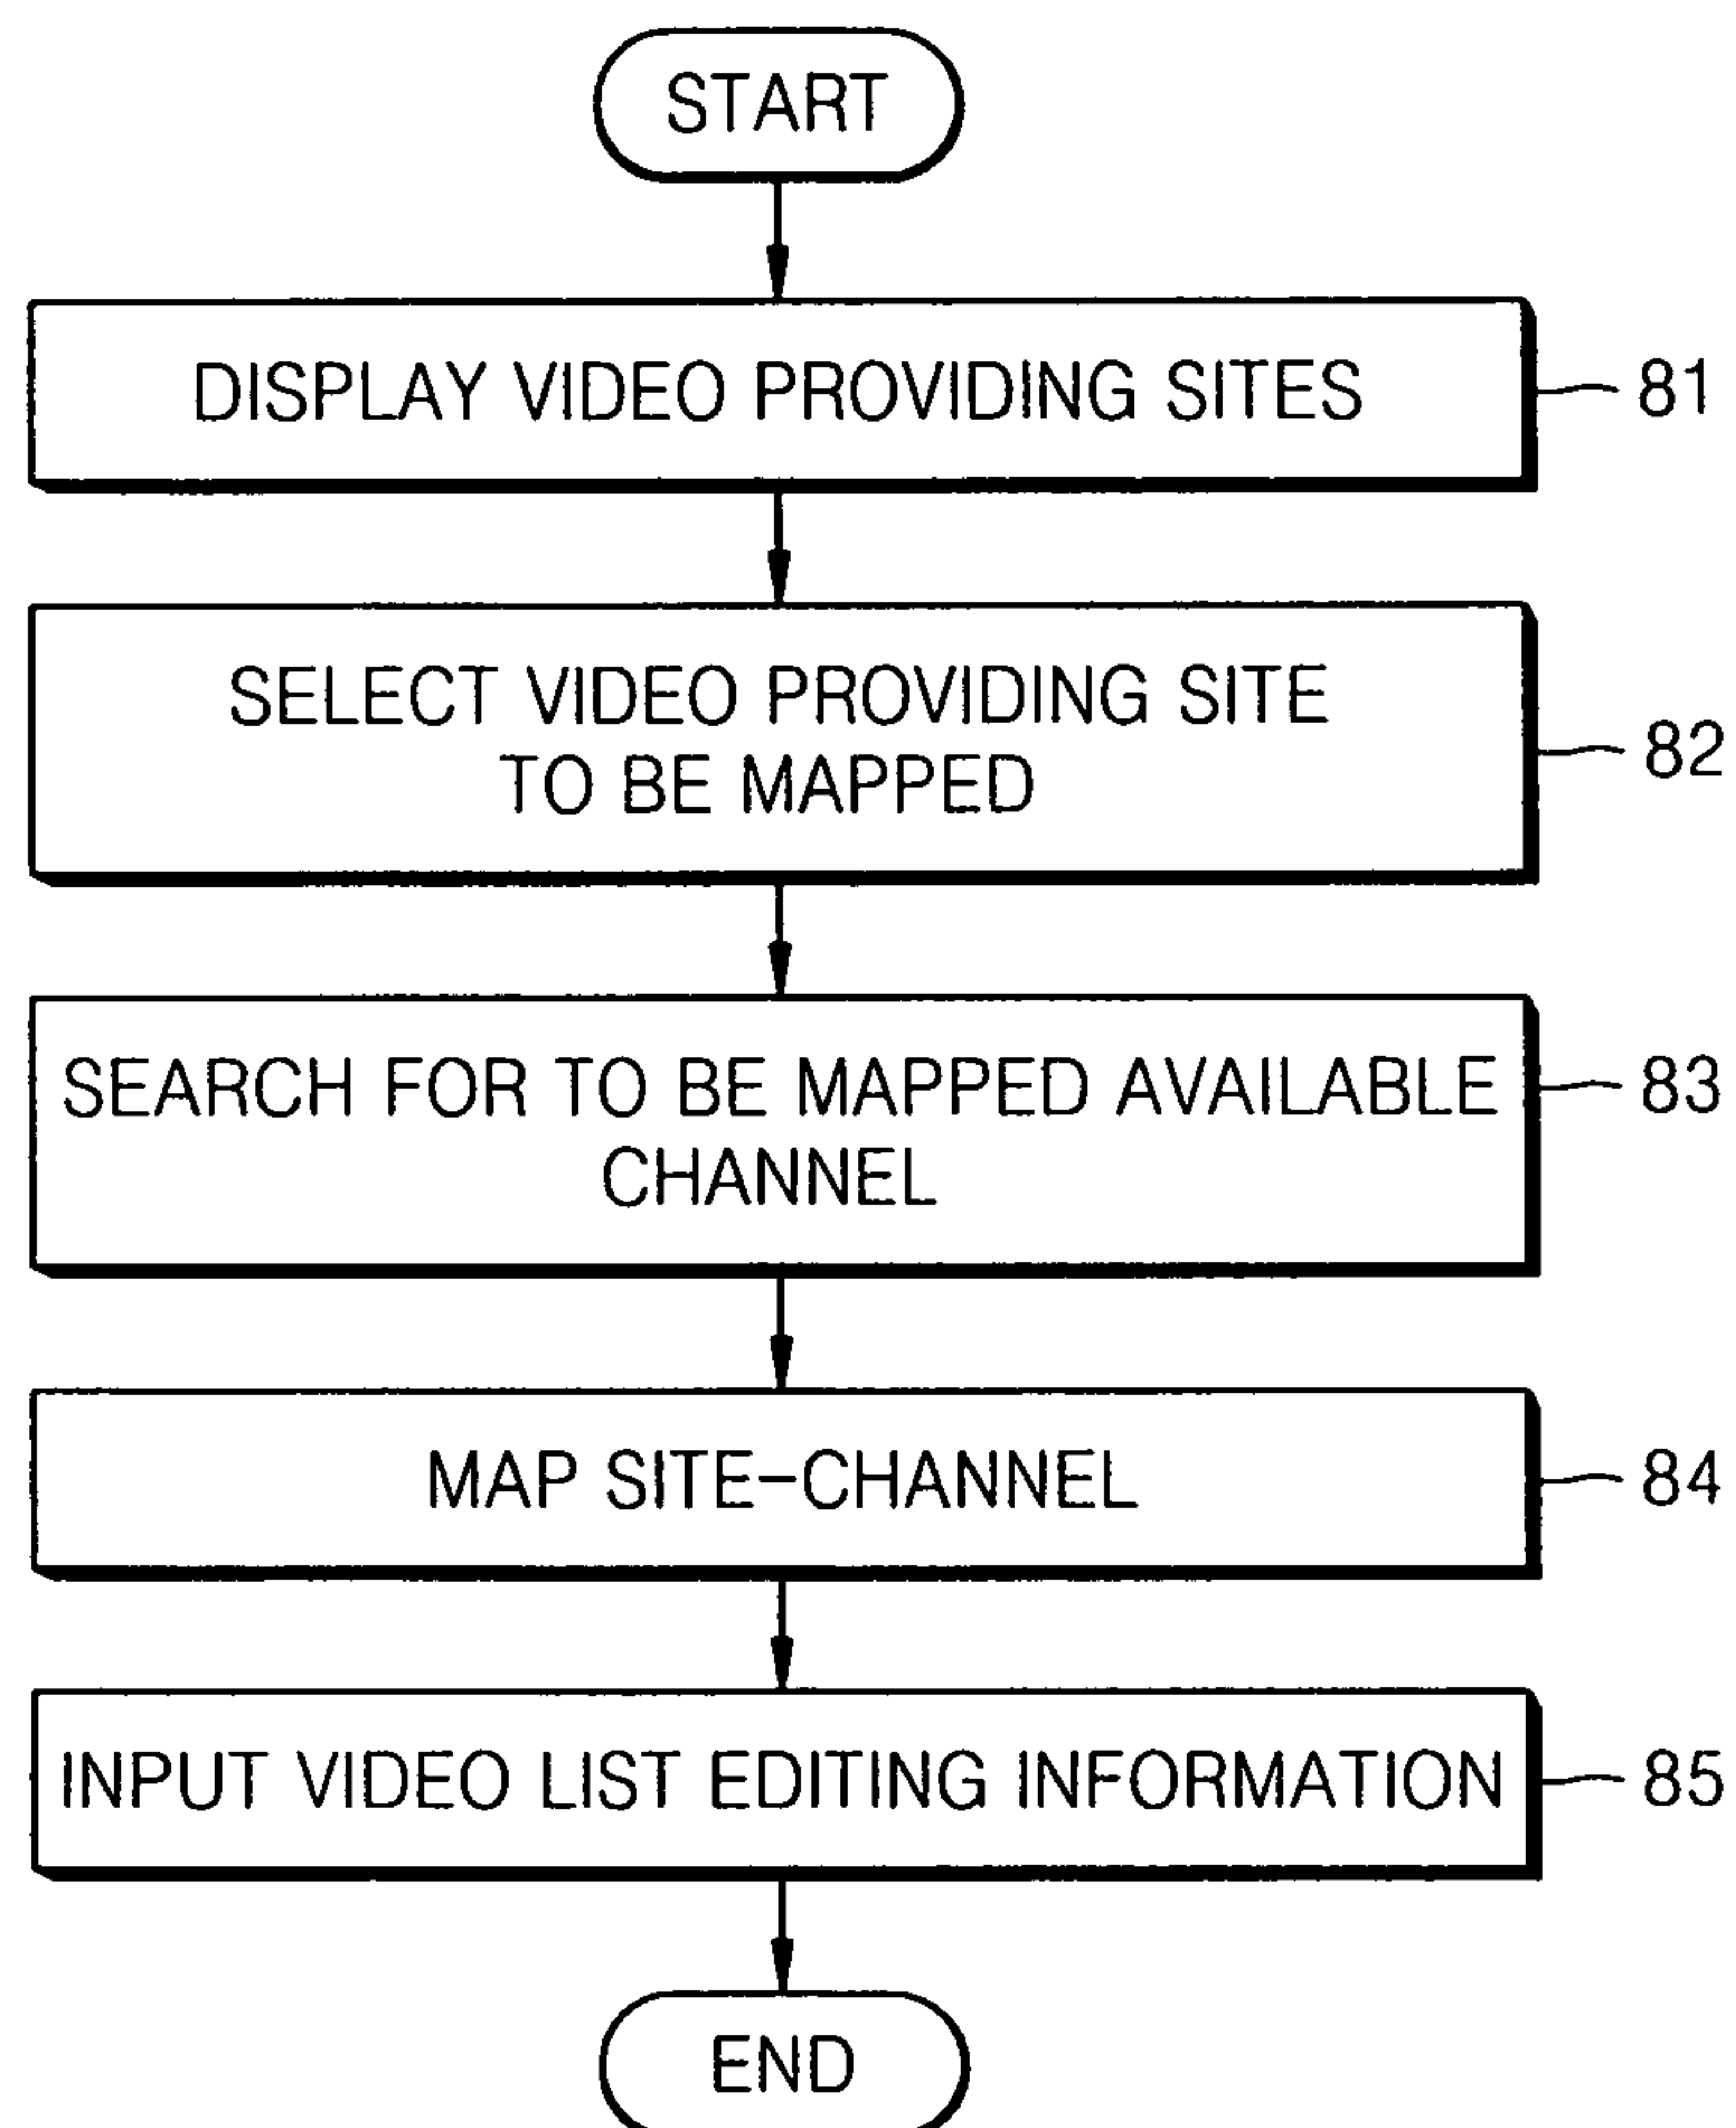 START
DISPLAY VIDEO PROVIDING SITES
81
SELECT VIDEO PROVIDING SITE
TO BE MAPPED
82
SEARCH FOR TO BE MAPPED AVAILABLE
CHANNEL
83
MAP SITE-CHANNEL
84
INPUT VIDEO LIST EDITING INFORMATION
85
END